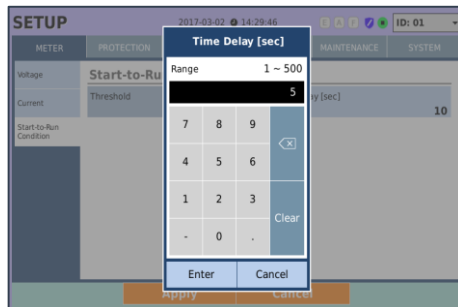 SETUP
2017-03-02 14:29:46
E A F
ID: 01
METER
PROTECTION
MAINTENANCE
SYSTEM
Voltage
Current
Start-to-Run
Condition
Start-to-Ru
Threshold
ay [sec]
10
Time Delay [sec]
Range
1 ~ 500
5
7 8 9
4 5 6
1 2 3
Clear
- 0 .
Enter
Cancel
Apply
Cancel